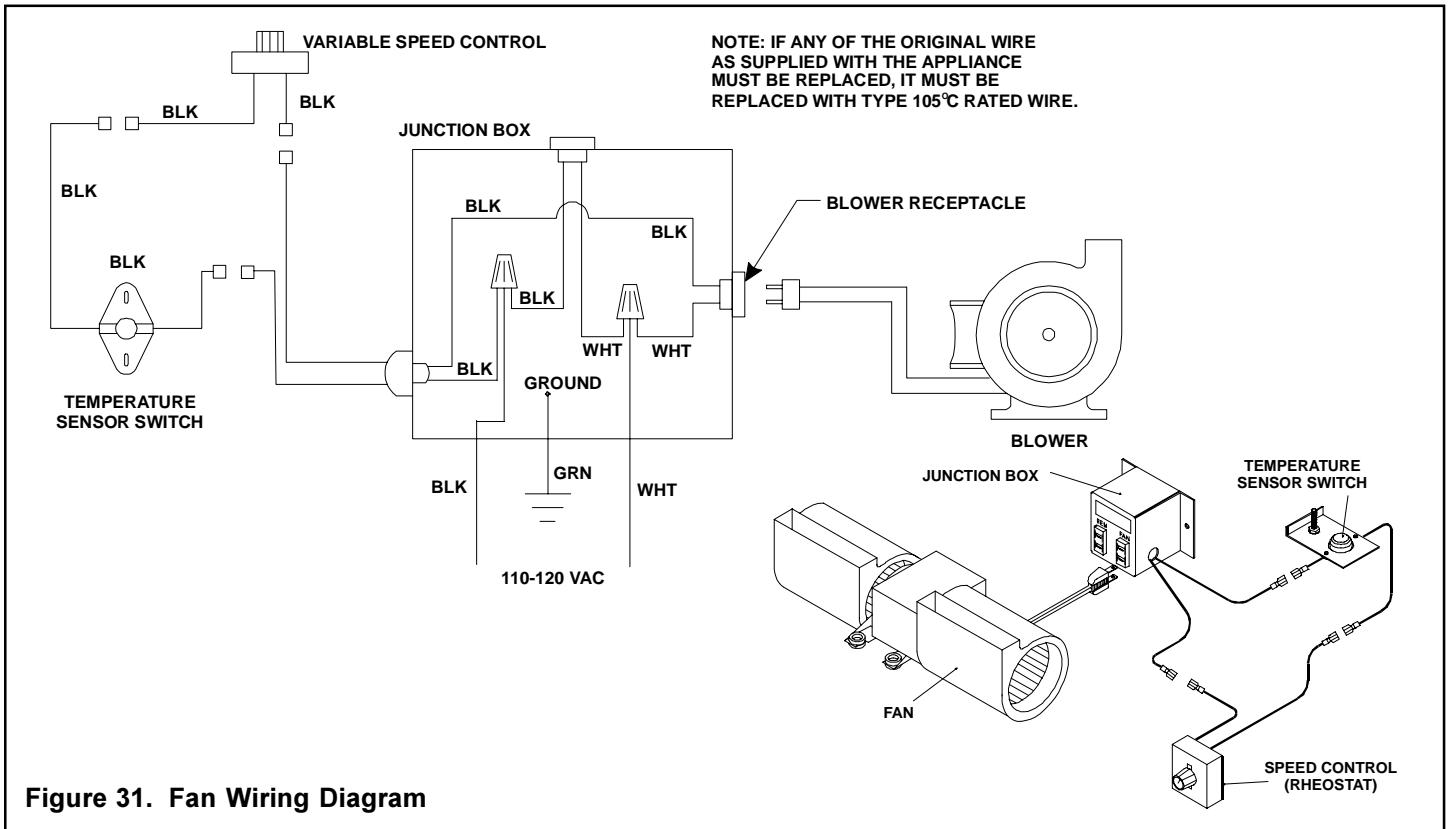 VARIABLE SPEED CONTROL
NOTE: IF ANY OF THE ORIGINAL WIRE
AS SUPPLIED WITH THE APPLIANCE
MUST BE REPLACED, IT MUST BE
REPLACED WITH TYPE 105°C RATED WIRE.
BLK
BLK
JUNCTION BOX
BLK
BLK
BLOWER RECEPTACLE
BLK
BLK
BLK
WHT
WHT
BLK
GROUND
TEMPERATURE
SENSOR SWITCH
BLOWER
GRN
BLK
WHT
110-120 VAC
JUNCTION BOX
TEMPERATURE
SENSOR SWITCH
REM
FAN
FAN
SPEED CONTROL
(RHEOSTAT)
Figure 31. Fan Wiring Diagram